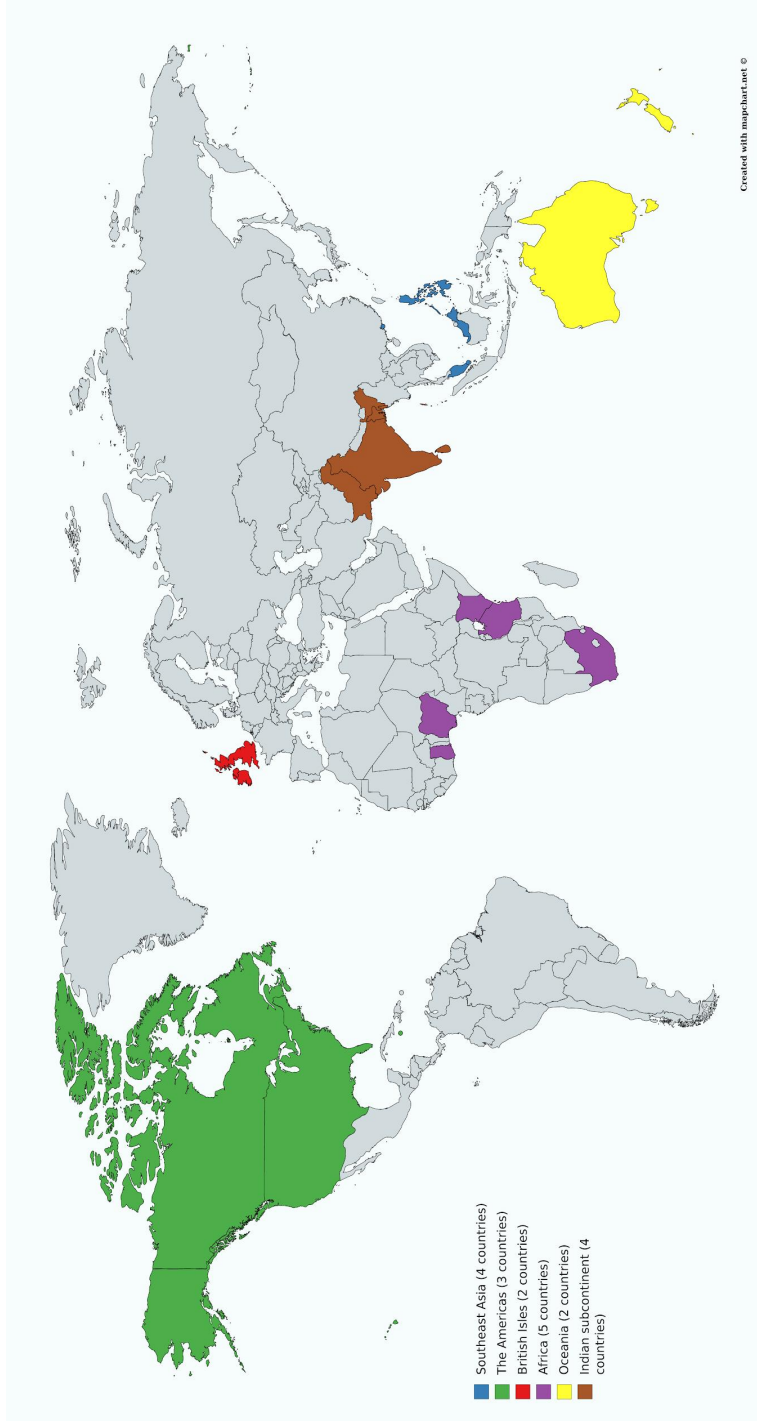 Southeast Asia (4 countries)
The Americas (3 countries)
British Isles (2 countries)
Africa (5 countries)
Oceania (2 countries)
Indian subcontinent (4
countries)
Created with mapchart.net ©